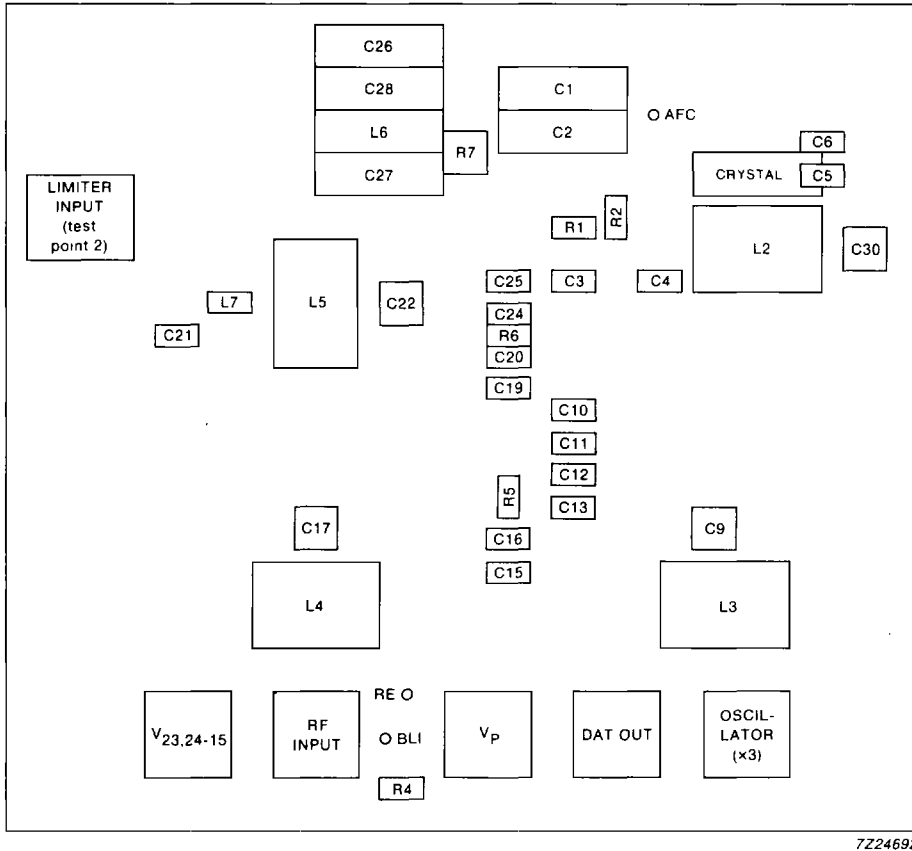 C26
C28
L6
C27
R7
C1
C2
AFC
C6
CRYSTAL
C5
LIMITER
INPUT
(test
point 2)
R1
R2
L2
C30
L7
L5
C22
C21
C25
C3
C4
C24
R6
C20
C19
C10
C11
C12
C13
R5
C17
C16
C9
C15
L4
L3
V23,24-15
RF
INPUT
RE
BLI
R4
VP
DAT OUT
OSCIL-
LATOR
(x3)
7Z24692